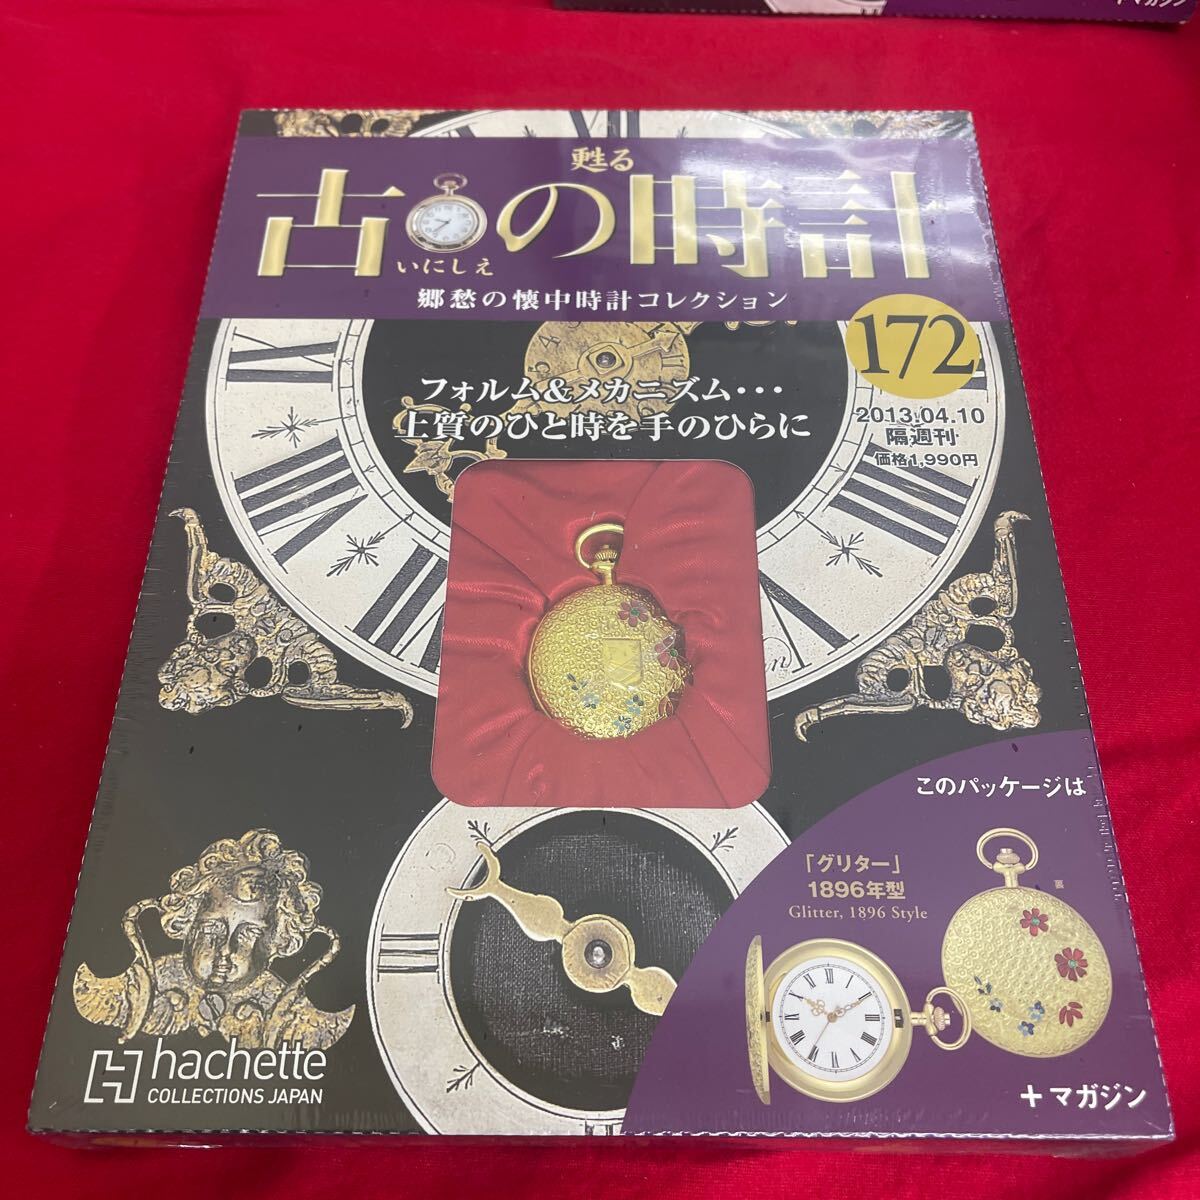 +マガジン
甦る
古の時計
いにしえ
郷愁の懐中時計コレクション
172
2013.04.10
隔週刊
価格1,990円
フォルム&メカニズム・・・
上質のひと時を手のひらに
このパッケージは
「グリター」
1896年型
Glitter, 1896 Style
+マガジン
hachette
COLLECTIONS JAPAN